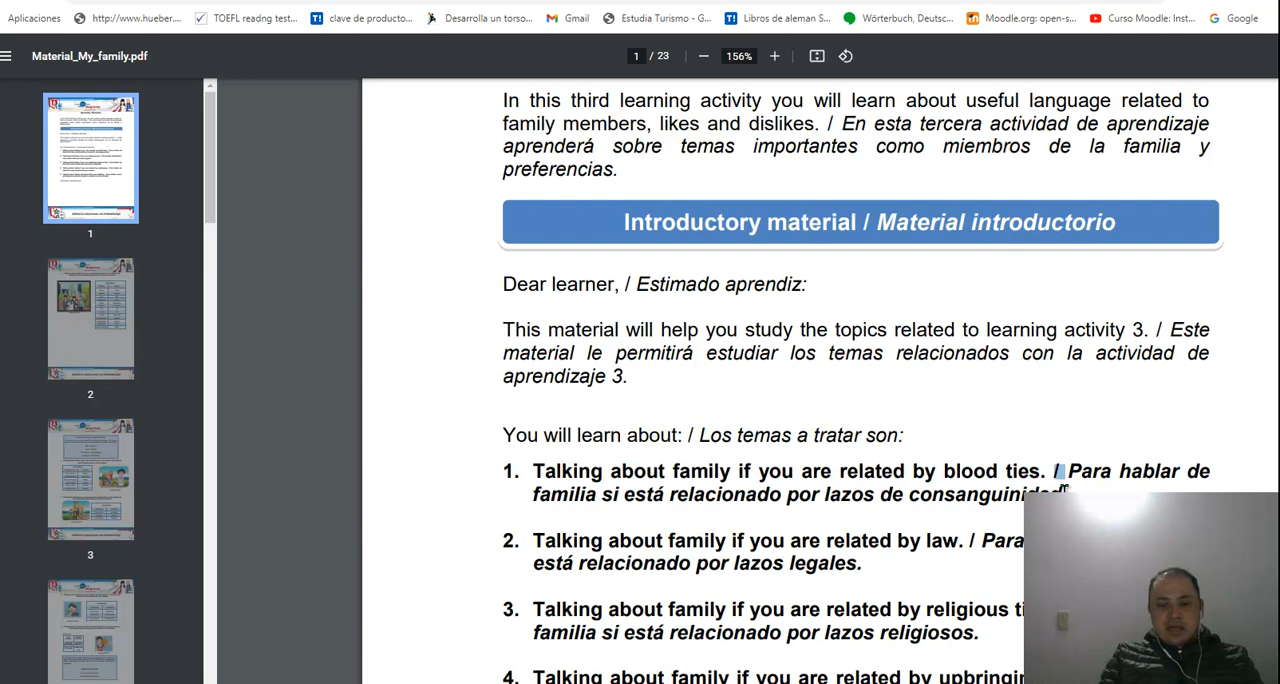 Aplicaciones http://www.hueber.... TOEFL readng test... clave de producto... Desarrolla un torso... Gmail Estudia Turismo - G... Libros de aleman S... Wörterbuch, Deutsc... Moodle.org: open-s... Curso Moodle: Inst... Google
Material_My_family.pdf 1 / 23 156%
In this third learning activity you will learn about useful language related to
family members, likes and dislikes. / En esta tercera actividad de aprendizaje
aprenderá sobre temas importantes como miembros de la familia y
preferencias.
Introductory material / Material introductorio
Dear learner, / Estimado aprendiz:
This material will help you study the topics related to learning activity 3. / Este
material le permitirá estudiar los temas relacionados con la actividad de
aprendizaje 3.
You will learn about: / Los temas a tratar son:
1. Talking about family if you are related by blood ties. / Para hablar de
familia si está relacionado por lazos de consanguinidad
2. Talking about family if you are related by law. / Para
está relacionado por lazos legales.
3. Talking about family if you are related by religious
familia si está relacionado por lazos religiosos.
4. Talking about family if you are related by
1
2
3